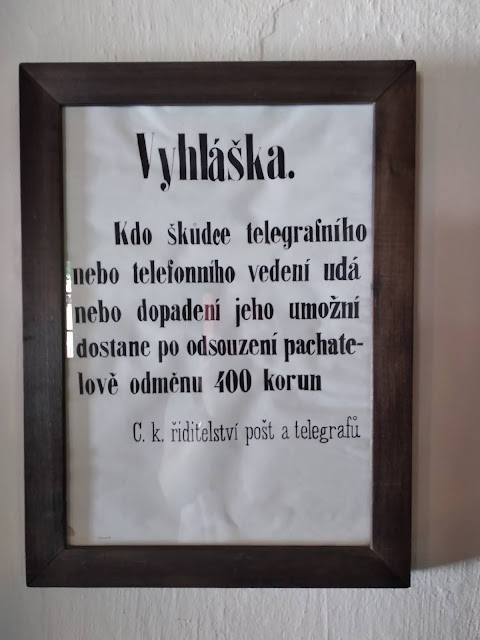 Vyhláška.
Kdo škůdce telegrafního
nebo telefonního vedení udá
nebo dopadení jeho umožní
dostane po odsouzení pachate-
lově odměnu 400 korun
C. k. řiditelství pošt a telegrafů